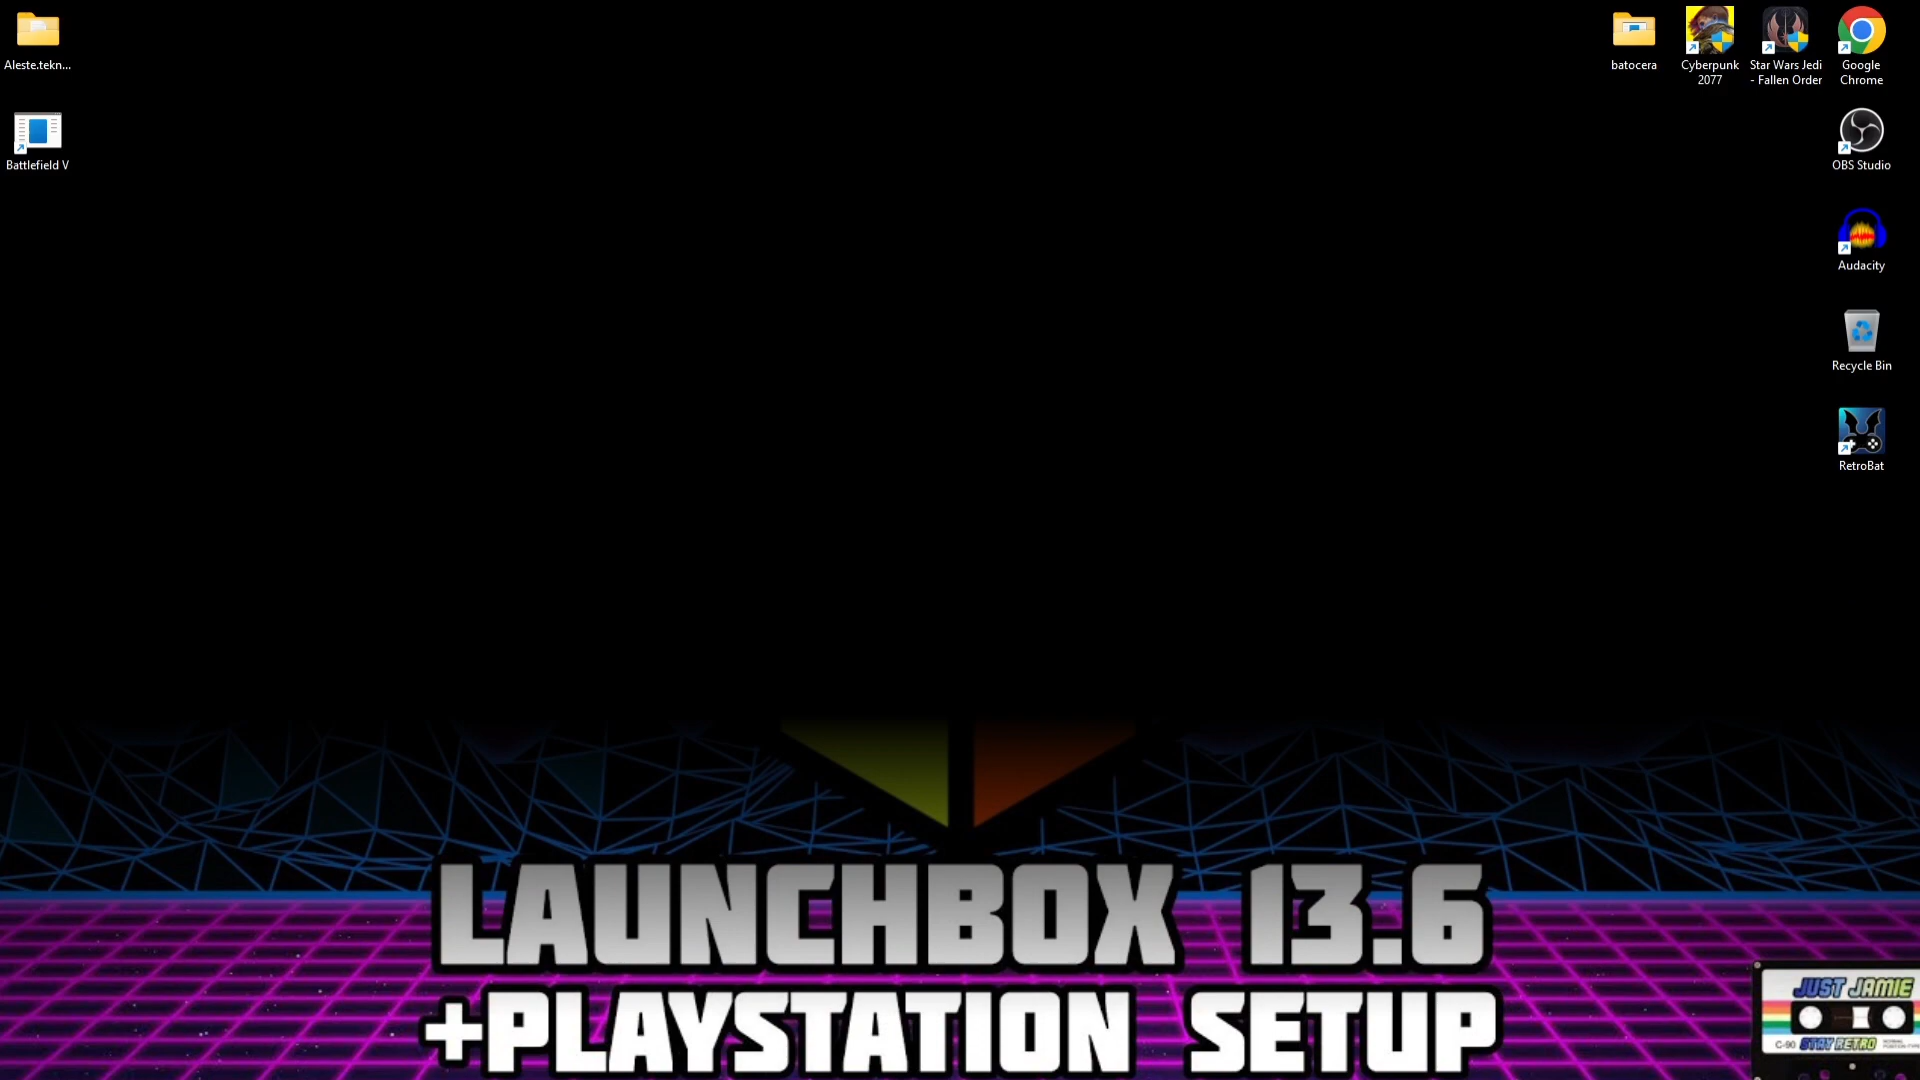 Aleste.tekn...
Battlefield V
batocera
Cyberpunk
2077
Star Wars Jedi
- Fallen Order
Google
Chrome
OBS Studio
Audacity
Recycle Bin
RetroBat
LAUNCHBOX 13.6
+PLAYSTATION SETUP
JUST JAMIE
C-90 STAY RETRO